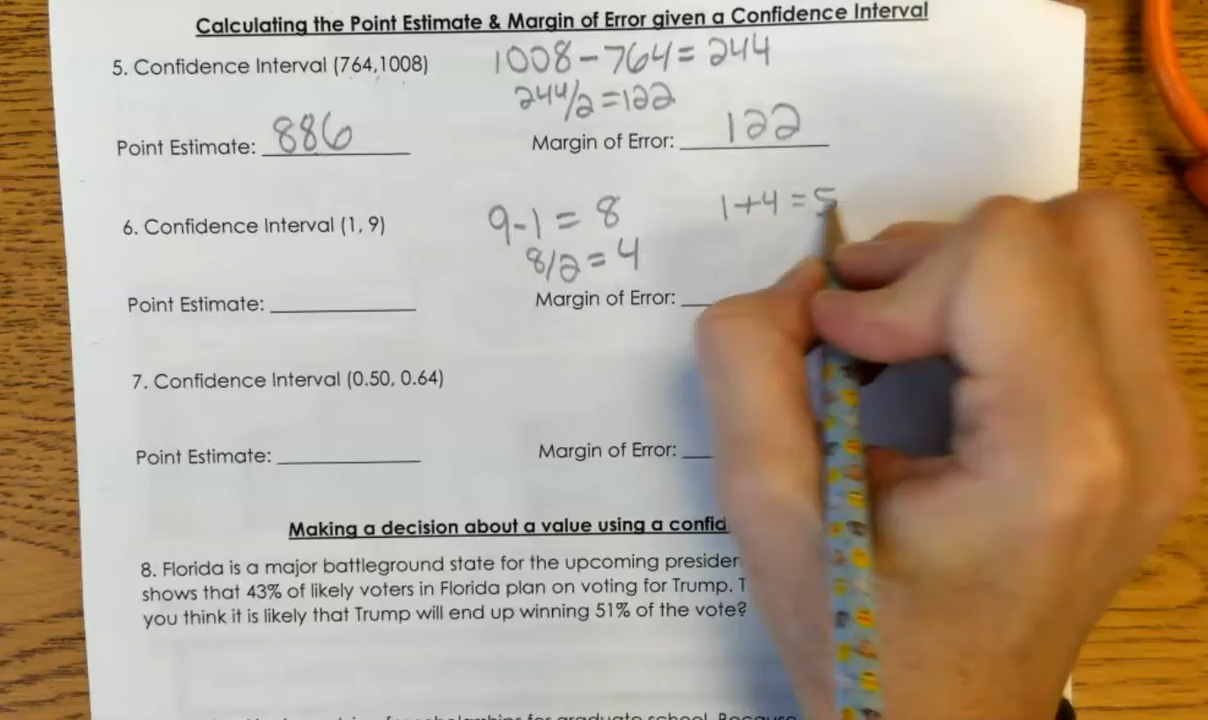 Calculating the Point Estimate & Margin of Error given a Confidence Interval
5. Confidence Interval (764,1008)
1008-764=244
244/2=122
Point Estimate: 886
Margin of Error: 122
6. Confidence Interval (1, 9)
9-1=8
8/2=4
1+4=5
Point Estimate:
Margin of Error:
7. Confidence Interval (0.50, 0.64)
Point Estimate:
Margin of Error:
Making a decision about a value using a
8. Florida is a major battleground state for the upcoming
shows that 43% of likely voters in Florida plan on voting for Trump.
you think it is likely that Trump will end up winning 51% of the vote?
for graduate school.